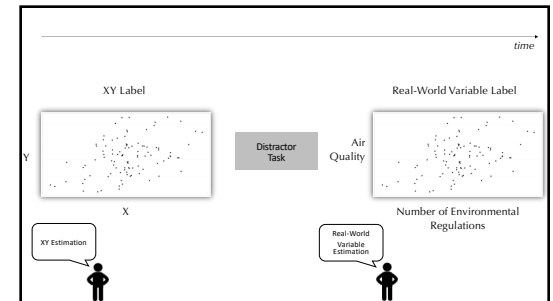 time
XY Label
Real-World Variable Label
Y
Distractor
Task
Air
Quality
X
Number of Environmental
Regulations
XY Estimation
Real-World
Variable
Estimation